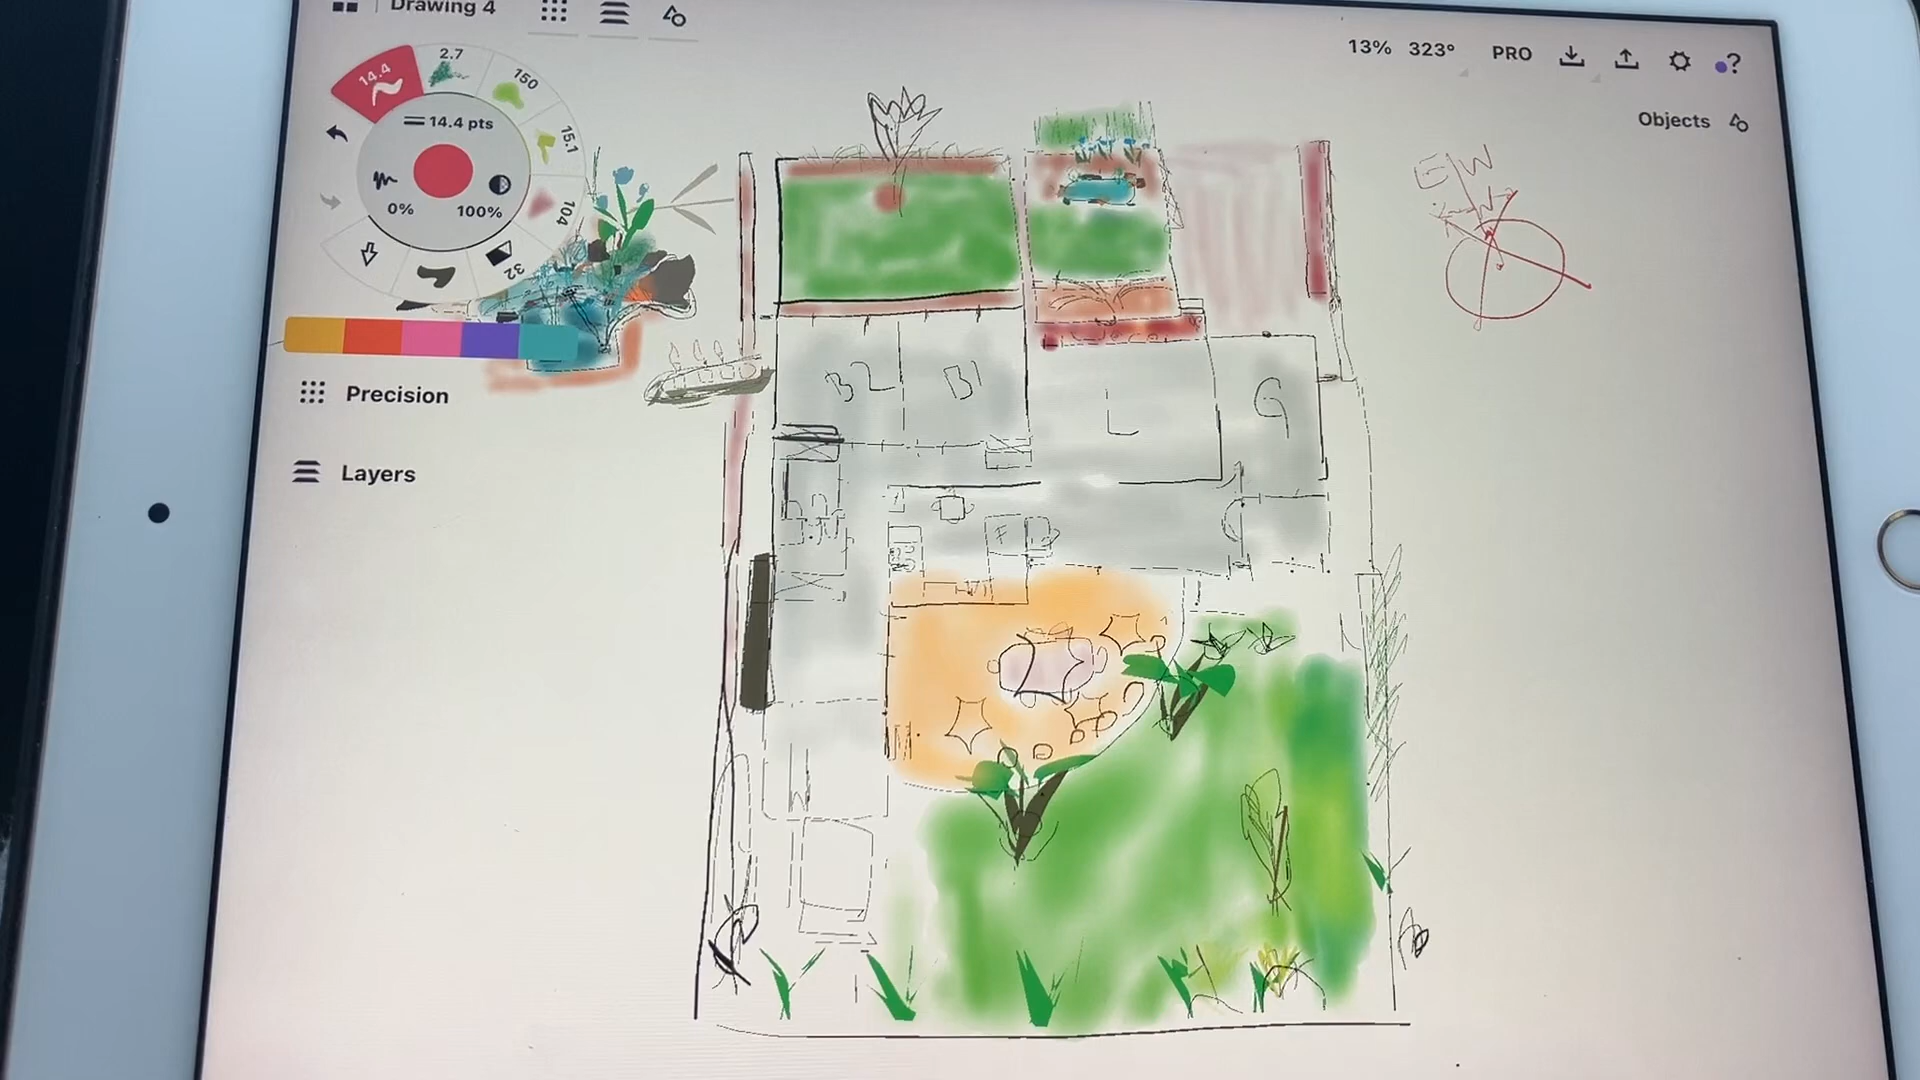 Drawing 4
13% 323° PRO ?
Objects
14.4
2.7
150
15.1
104
32
14.4 pts
0% 100%
Precision
Layers
B2 B1 L G
F